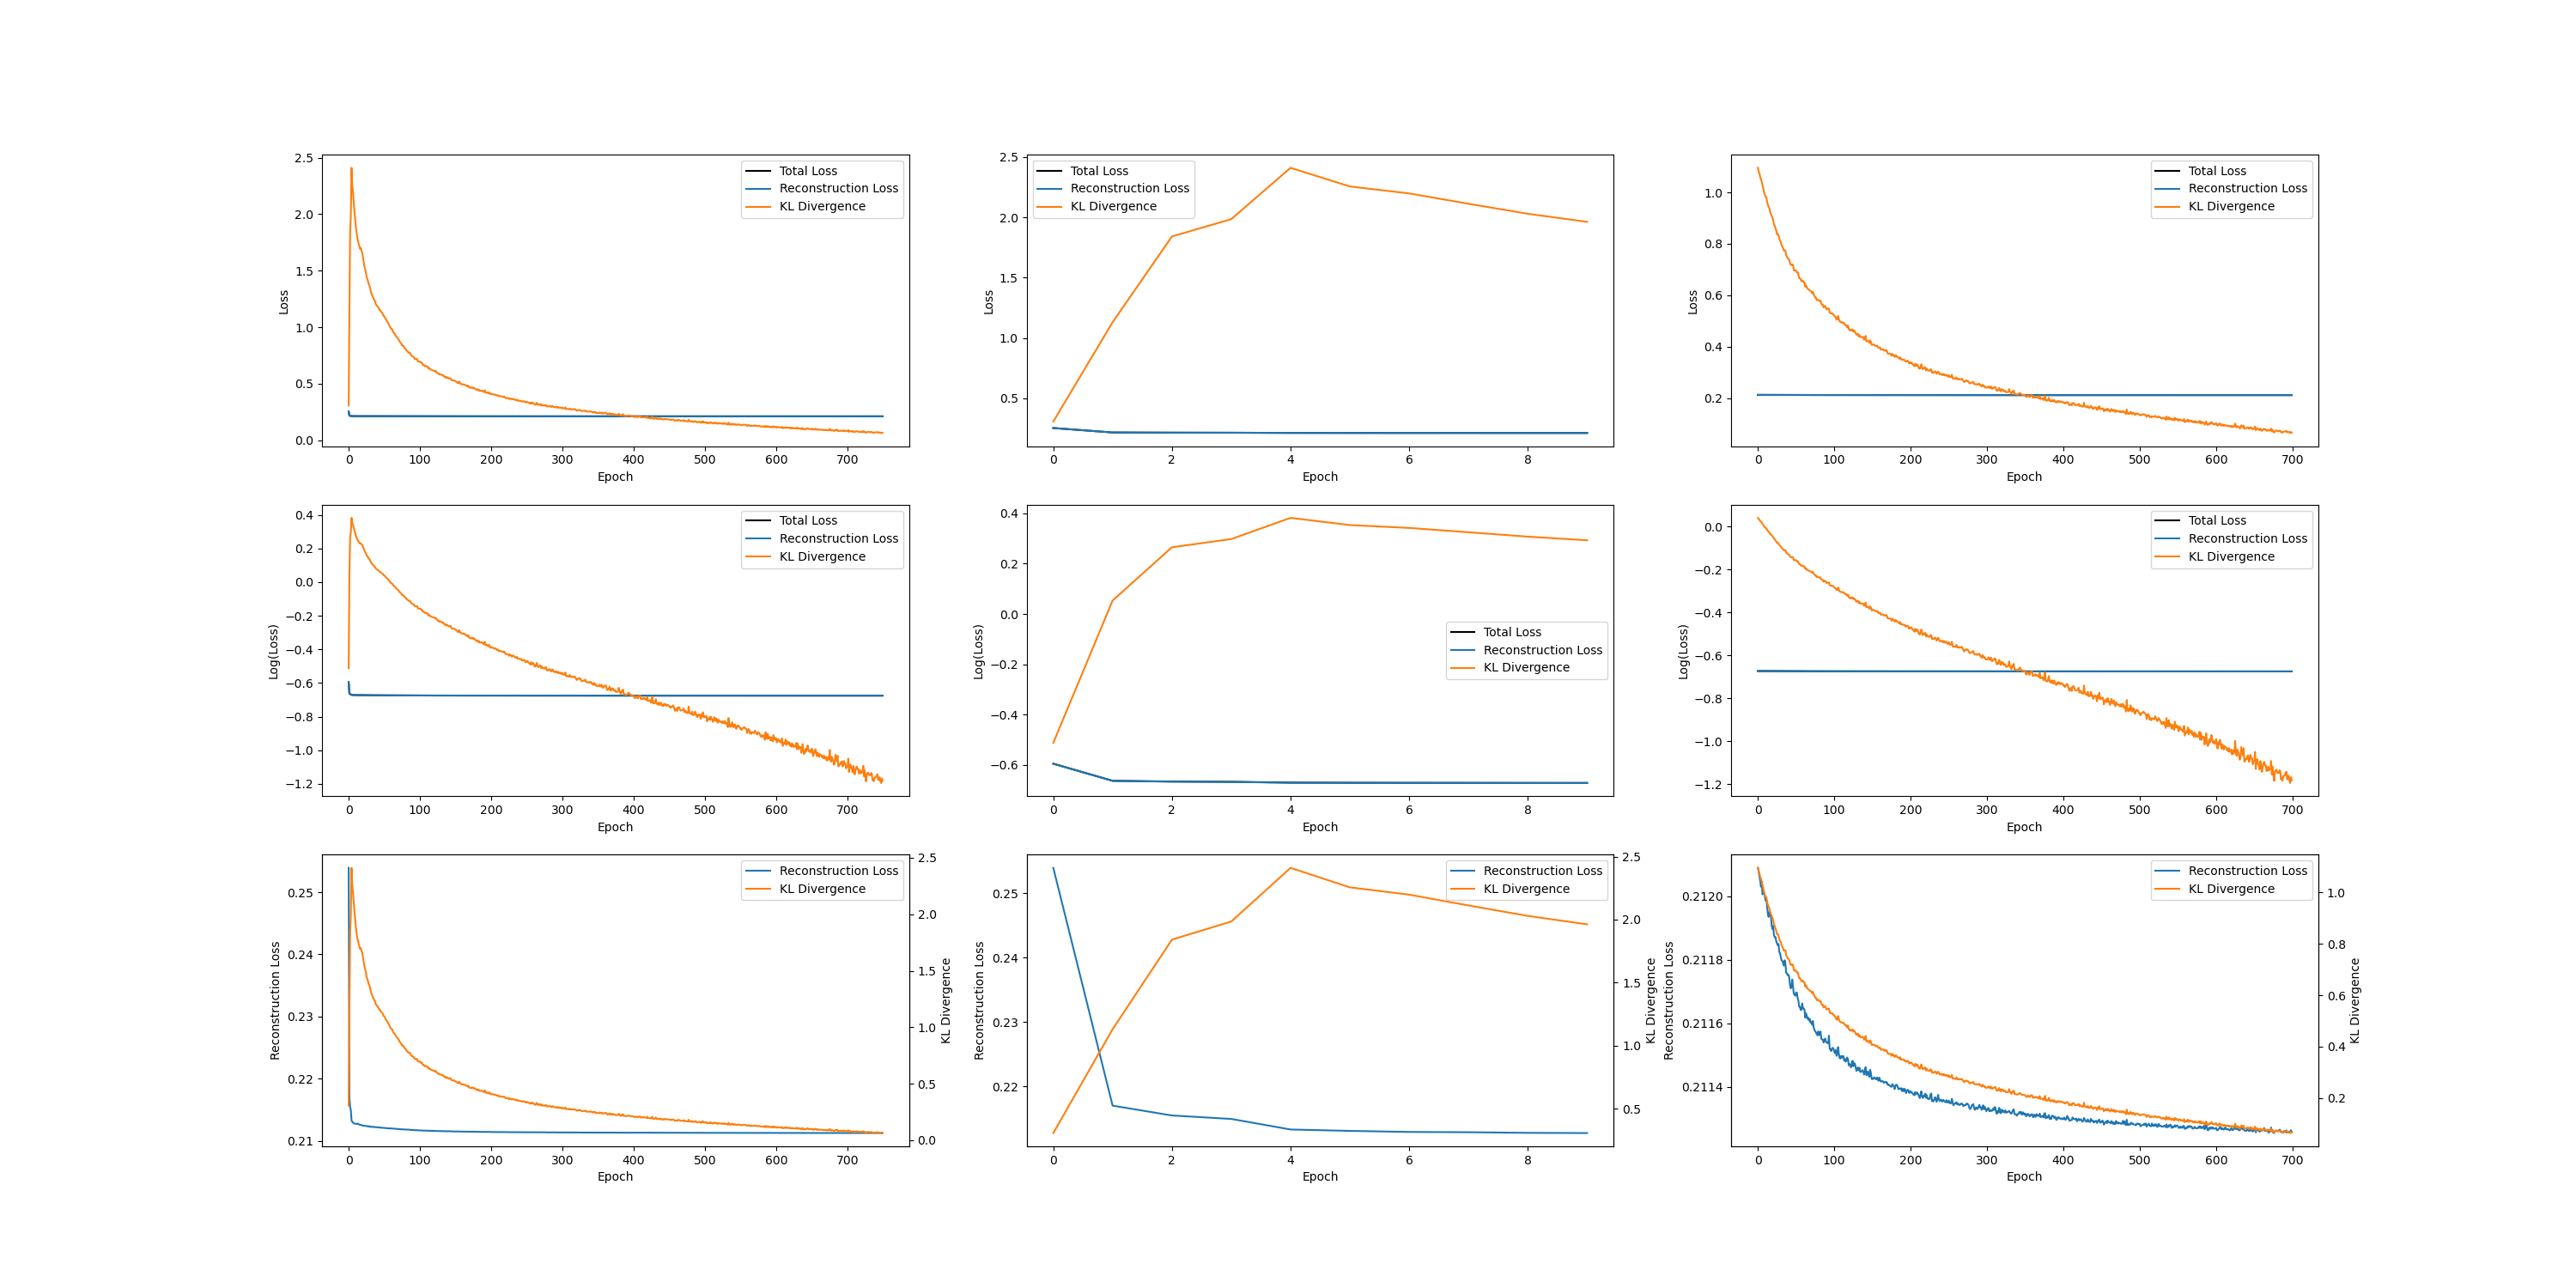 2.5
2.0
1.5
1.0
0.5
0.0
Loss
Total Loss
Reconstruction Loss
KL Divergence
0 100 200 300 400 500 600 700
Epoch
2.5
2.0
1.5
1.0
0.5
Loss
Total Loss
Reconstruction Loss
KL Divergence
0 2 4 6 8
Epoch
1.0
0.8
0.6
0.4
0.2
Loss
Total Loss
Reconstruction Loss
KL Divergence
0 100 200 300 400 500 600 700
Epoch
0.4
0.2
0.0
−0.2
−0.4
−0.6
−0.8
−1.0
−1.2
Log(Loss)
Total Loss
Reconstruction Loss
KL Divergence
0 100 200 300 400 500 600 700
Epoch
0.4
0.2
0.0
−0.2
−0.4
−0.6
Log(Loss)
Total Loss
Reconstruction Loss
KL Divergence
0 2 4 6 8
Epoch
0.0
−0.2
−0.4
−0.6
−0.8
−1.0
−1.2
Log(Loss)
Total Loss
Reconstruction Loss
KL Divergence
0 100 200 300 400 500 600 700
Epoch
0.25
0.24
0.23
0.22
0.21
Reconstruction Loss
Reconstruction Loss
KL Divergence
2.5
2.0
1.5
1.0
0.5
0.0
KL Divergence
0 100 200 300 400 500 600 700
Epoch
0.25
0.24
0.23
0.22
Reconstruction Loss
Reconstruction Loss
KL Divergence
2.5
2.0
1.5
1.0
0.5
KL Divergence
0 2 4 6 8
Epoch
0.2120
0.2118
0.2116
0.2114
Reconstruction Loss
Reconstruction Loss
KL Divergence
1.0
0.8
0.6
0.4
0.2
KL Divergence
0 100 200 300 400 500 600 700
Epoch